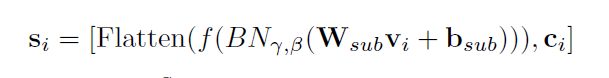 s_i = [Flatten(f(BN_{γ,β}(W_{sub}v_i + b_{sub}))), c_i]